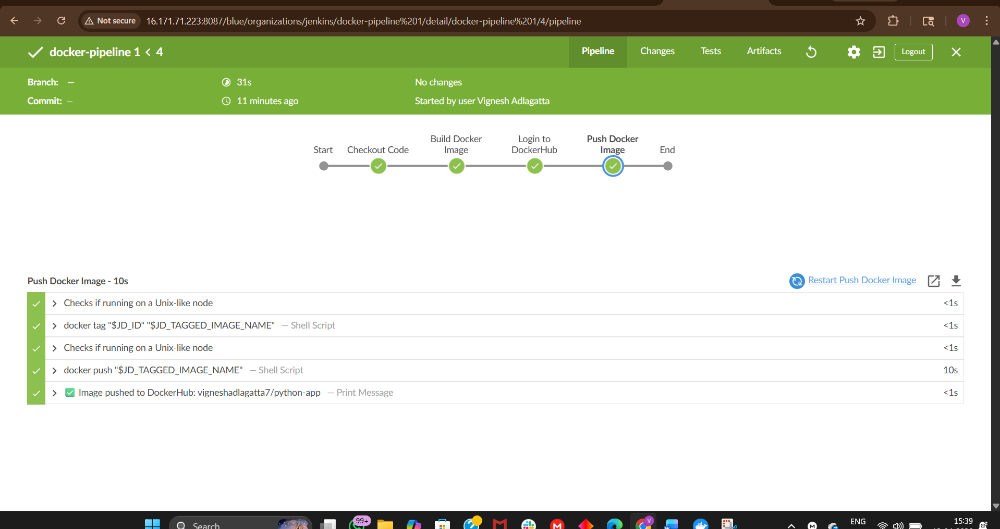 Not secure 16.171.71.223:8087/blue/organizations/jenkins/docker-pipeline%201/detail/docker-pipeline%201/4/pipeline
V
docker-pipeline 1 < 4
Pipeline Changes Tests Artifacts Logout
Branch: — 31s No changes
Commit: – 11 minutes ago Started by user Vignesh Adlagatta
Start
Checkout Code
Build Docker
Image
Login to
DockerHub
Push Docker
Image
End
Push Docker Image - 10s
Restart Push Docker Image
Checks if running on a Unix-like node <1s
docker tag "$JD_ID" "$JD_TAGGED_IMAGE_NAME" — Shell Script <1s
Checks if running on a Unix-like node <1s
docker push "$JD_TAGGED_IMAGE_NAME" — Shell Script 10s
✅ Image pushed to DockerHub: vigneshadlagatta7/python-app — Print Message <1s
Search
99+
V
ENG
15:39